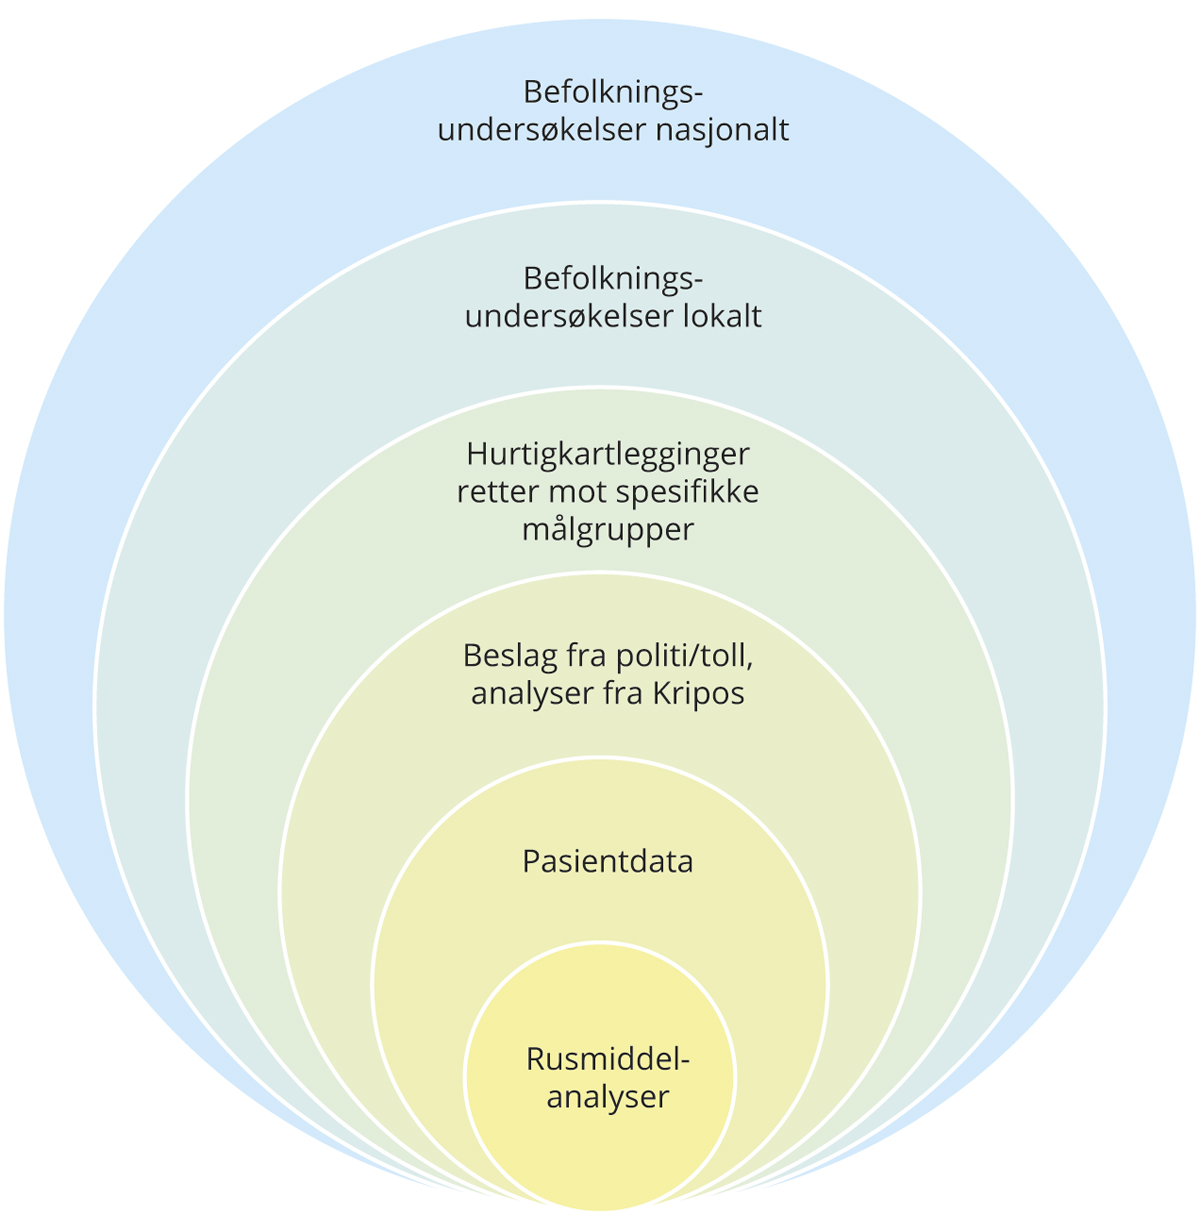 Befolknings-
undersøkelser nasjonalt
Befolknings-
undersøkelser lokalt
Hurtigkartlegginger
retter mot spesifikke
målgrupper
Beslag fra politi/toll,
analyser fra Kripos
Pasientdata
Rusmiddel-
analyser